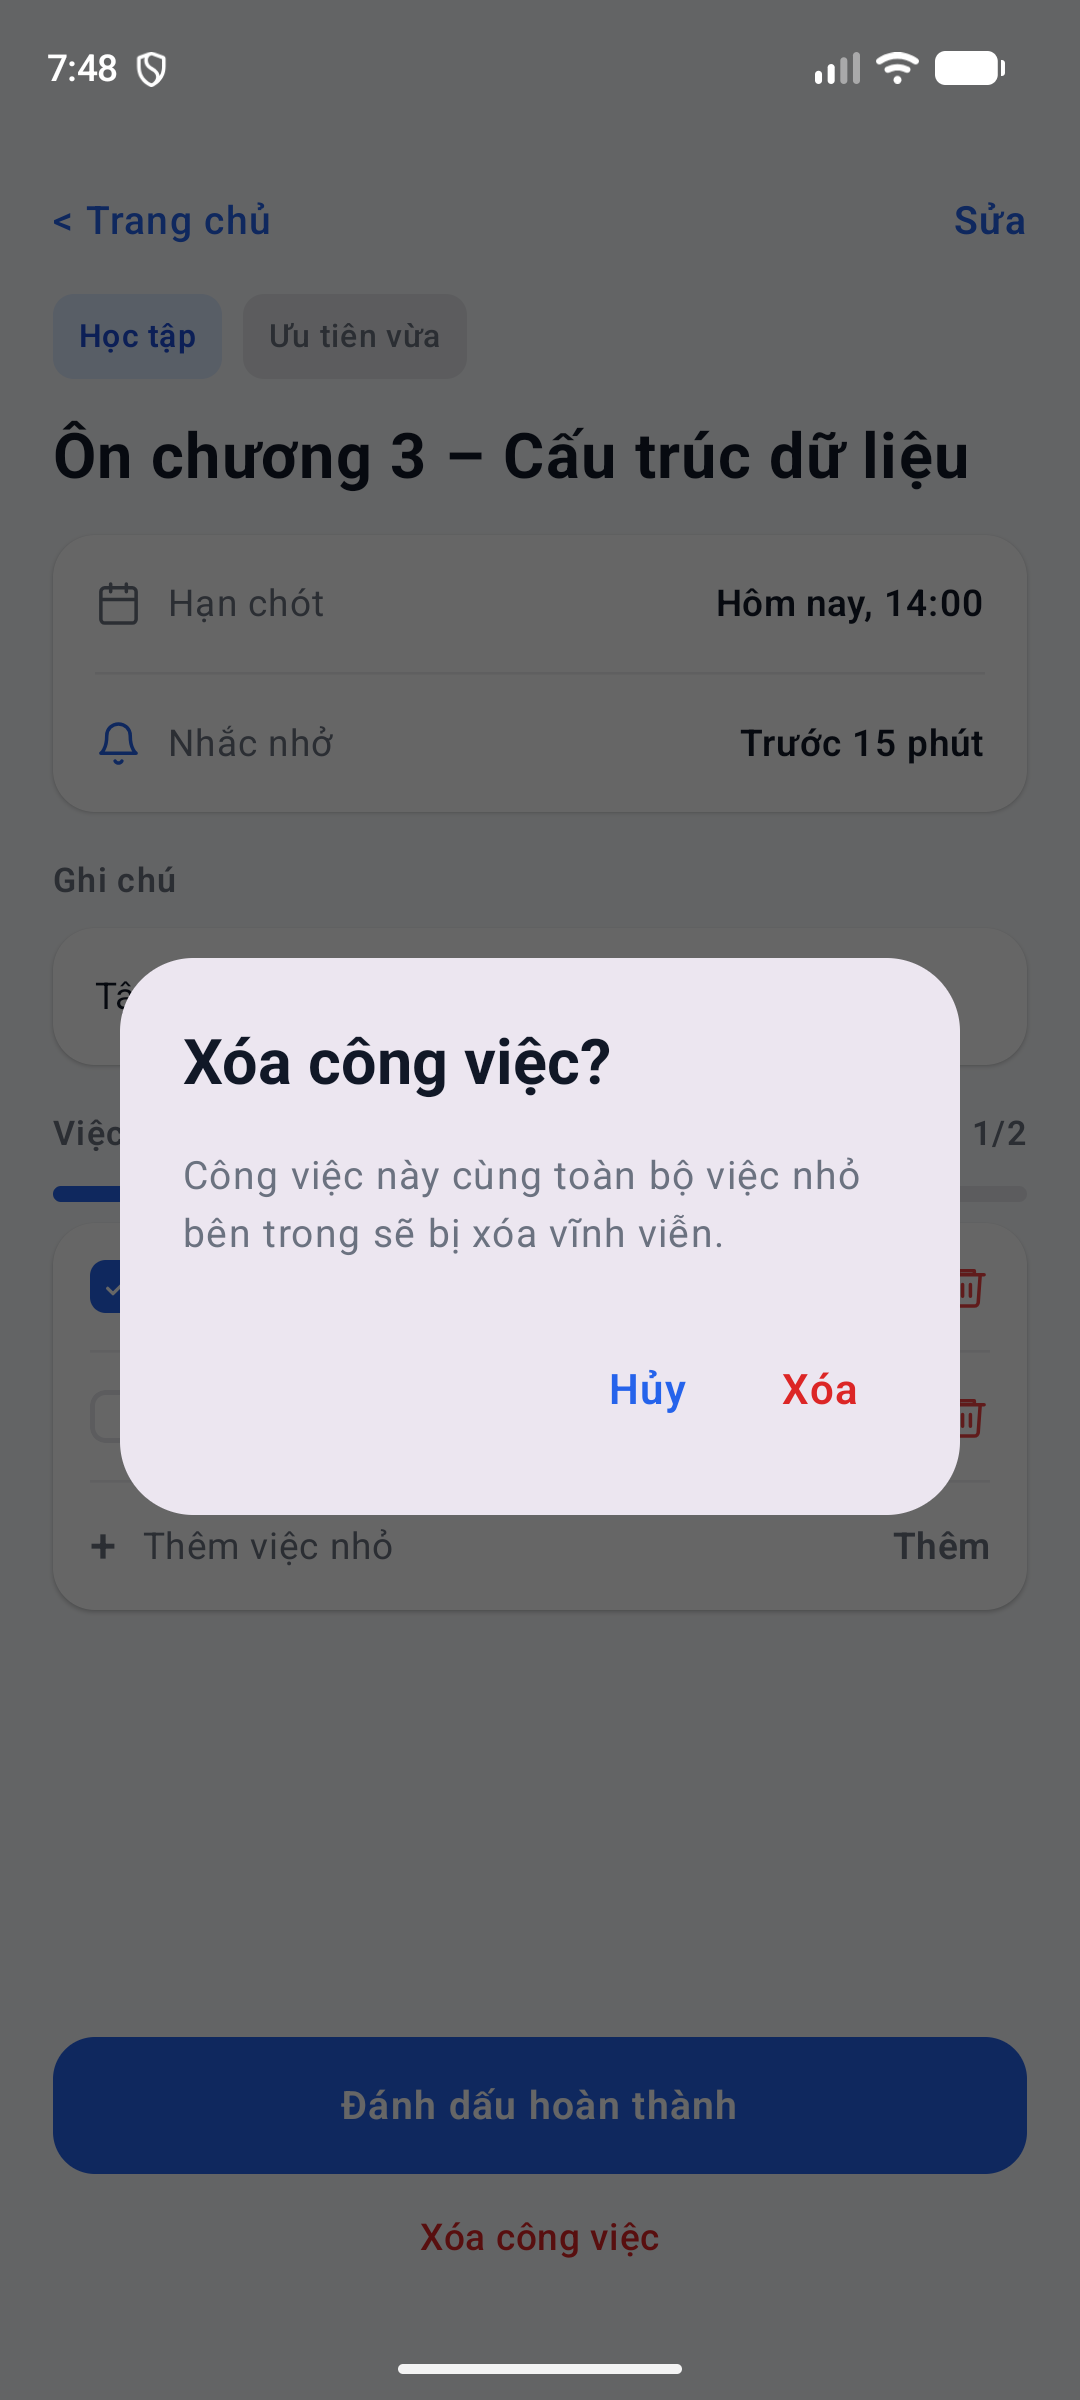 7:48
< Trang chủ
Sửa
Học tập
Ưu tiên vừa
Ôn chương 3 – Cấu trúc dữ liệu
Hạn chót
Hôm nay, 14:00
Nhắc nhở
Trước 15 phút
Ghi chú
Xóa công việc?
Công việc này cùng toàn bộ việc nhỏ
bên trong sẽ bị xóa vĩnh viễn.
Hủy
Xóa
Việc
1/2
+ Thêm việc nhỏ
Thêm
Đánh dấu hoàn thành
Xóa công việc